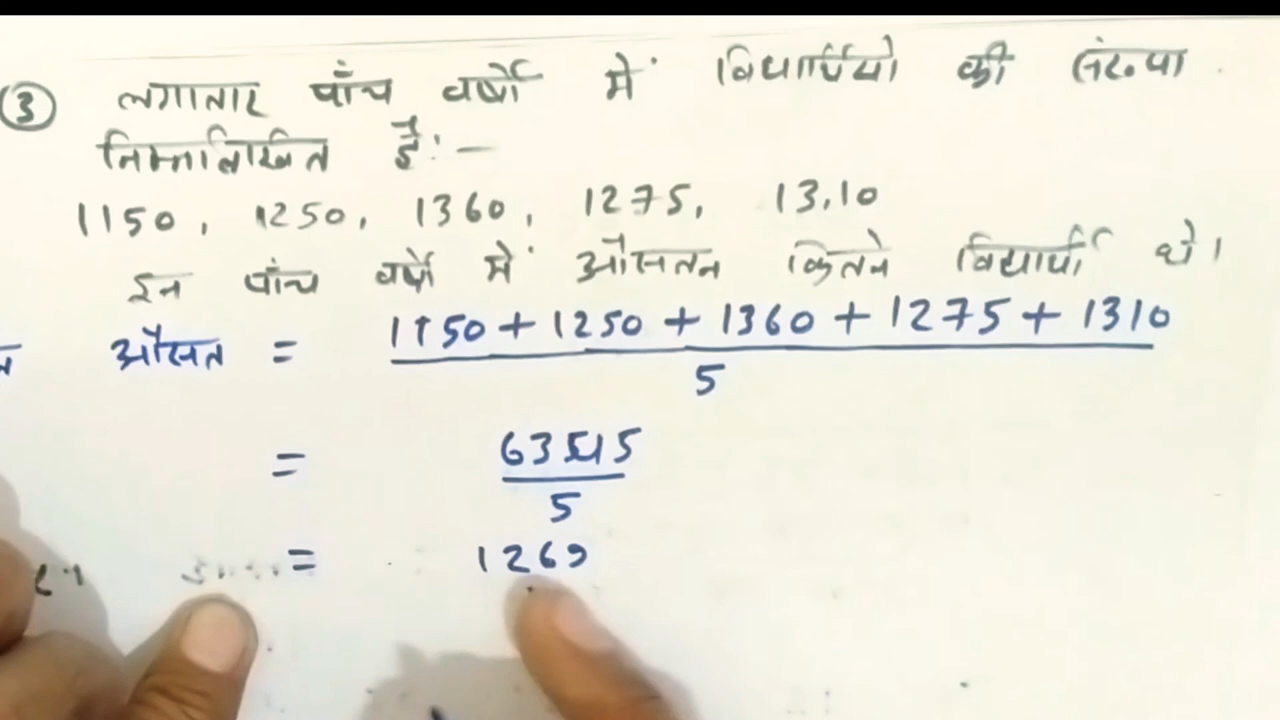 ③ लगातार पाँच वर्षो में विद्यार्थियो की संख्या
निम्नलिखित है:-
1150, 1250, 1360, 1275, 13,10
इन पाँच वर्षो में औसतन कितने विद्यार्थी थे।
औसत = 1150 + 1250 + 1360 + 1275 + 1310
5
=
5
= 1269